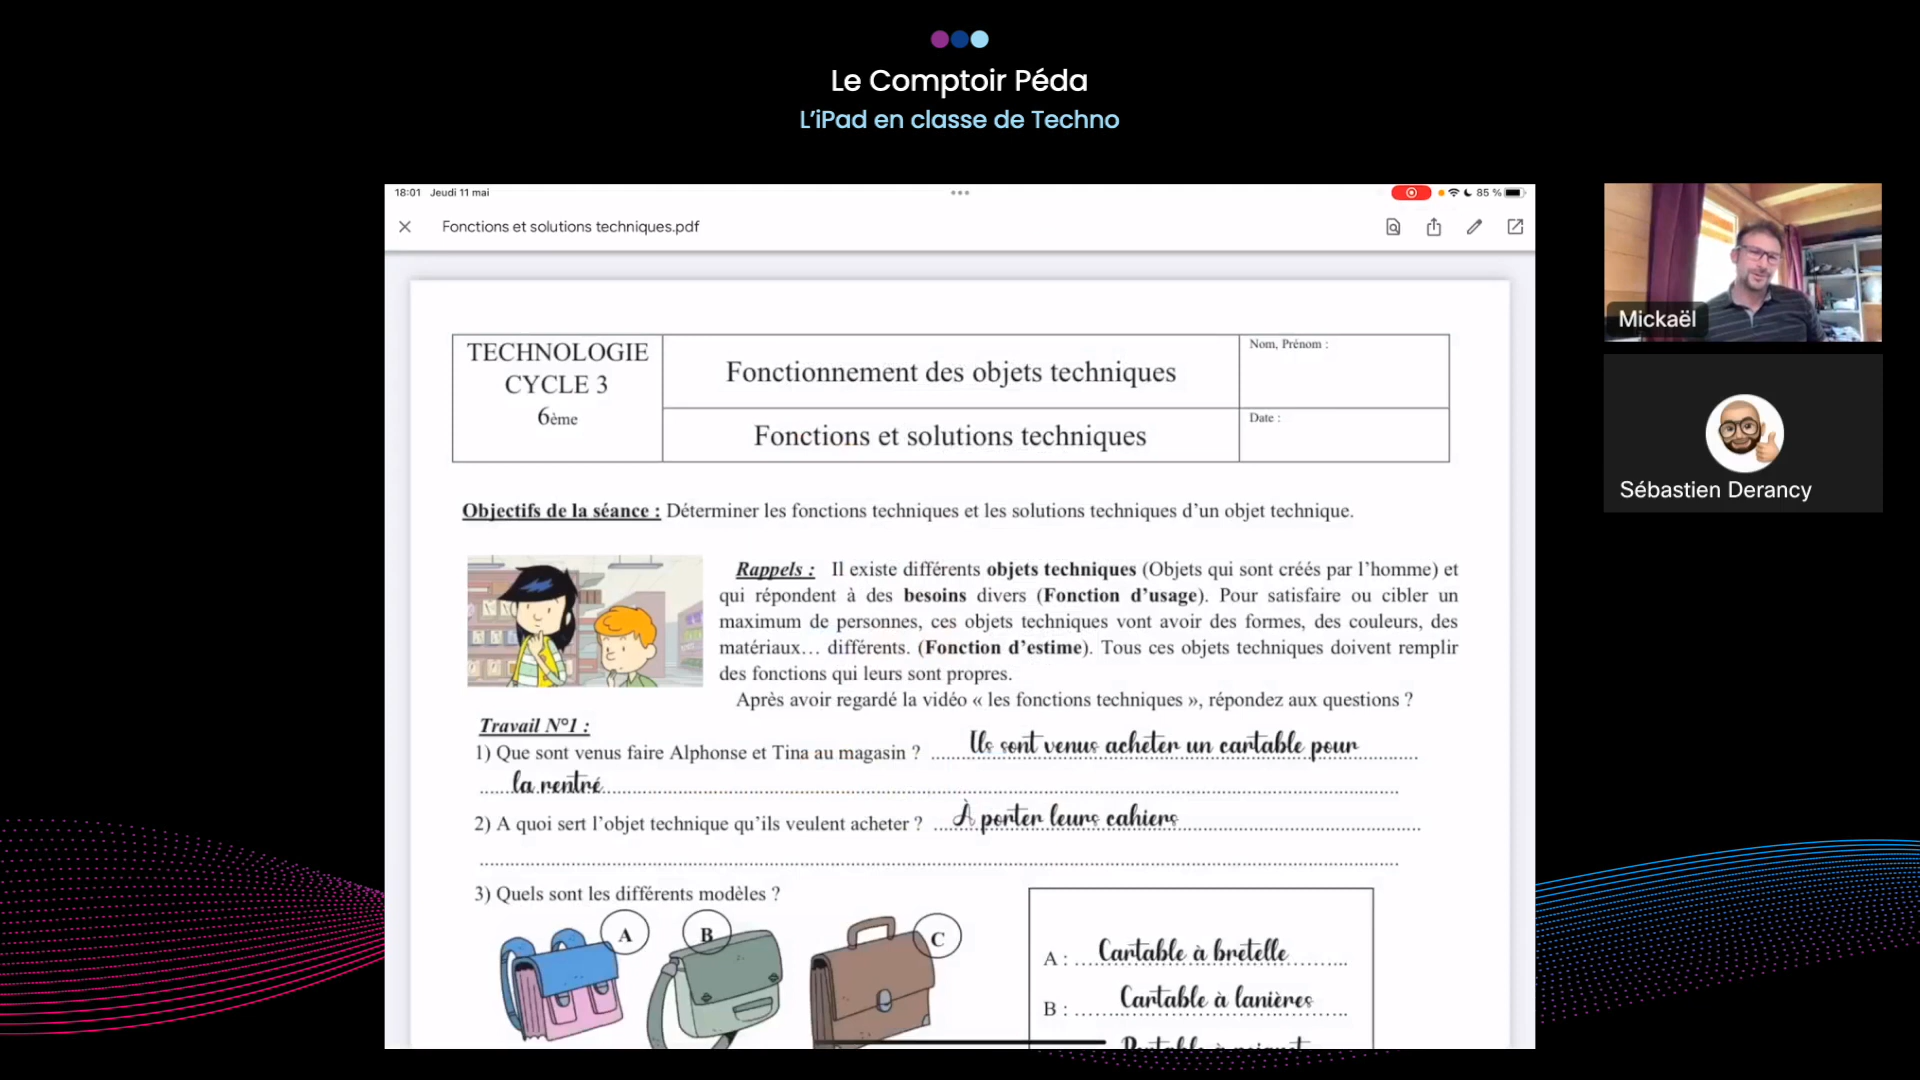 Le Comptoir Péda
L'iPad en classe de Techno
18:01 Jeudi 11 mai
85 %
Fonctions et solutions techniques.pdf
TECHNOLOGIE
CYCLE 3
6ème
Fonctionnement des objets techniques
Fonctions et solutions techniques
Nom, Prénom :
Date :
Objectifs de la séance : Déterminer les fonctions techniques et les solutions techniques d'un objet technique.
Rappels : Il existe différents objets techniques (Objets qui sont créés par l'homme) et
qui répondent à des besoins divers (Fonction d'usage). Pour satisfaire ou cibler un
maximum de personnes, ces objets techniques vont avoir des formes, des couleurs, des
matériaux… différents. (Fonction d'estime). Tous ces objets techniques doivent remplir
des fonctions qui leurs sont propres.
Après avoir regardé la vidéo « les fonctions techniques », répondez aux questions ?
Travail N°1 :
1) Que sont venus faire Alphonse et Tina au magasin ? Ils sont venus acheter un cartable pour
la rentré
2) A quoi sert l'objet technique qu'ils veulent acheter ? À porter leurs cahiers
3) Quels sont les différents modèles ?
A
B
C
A : Cartable à bretelle
B : Cartable à lanières
Mickaël
Sébastien Derancy